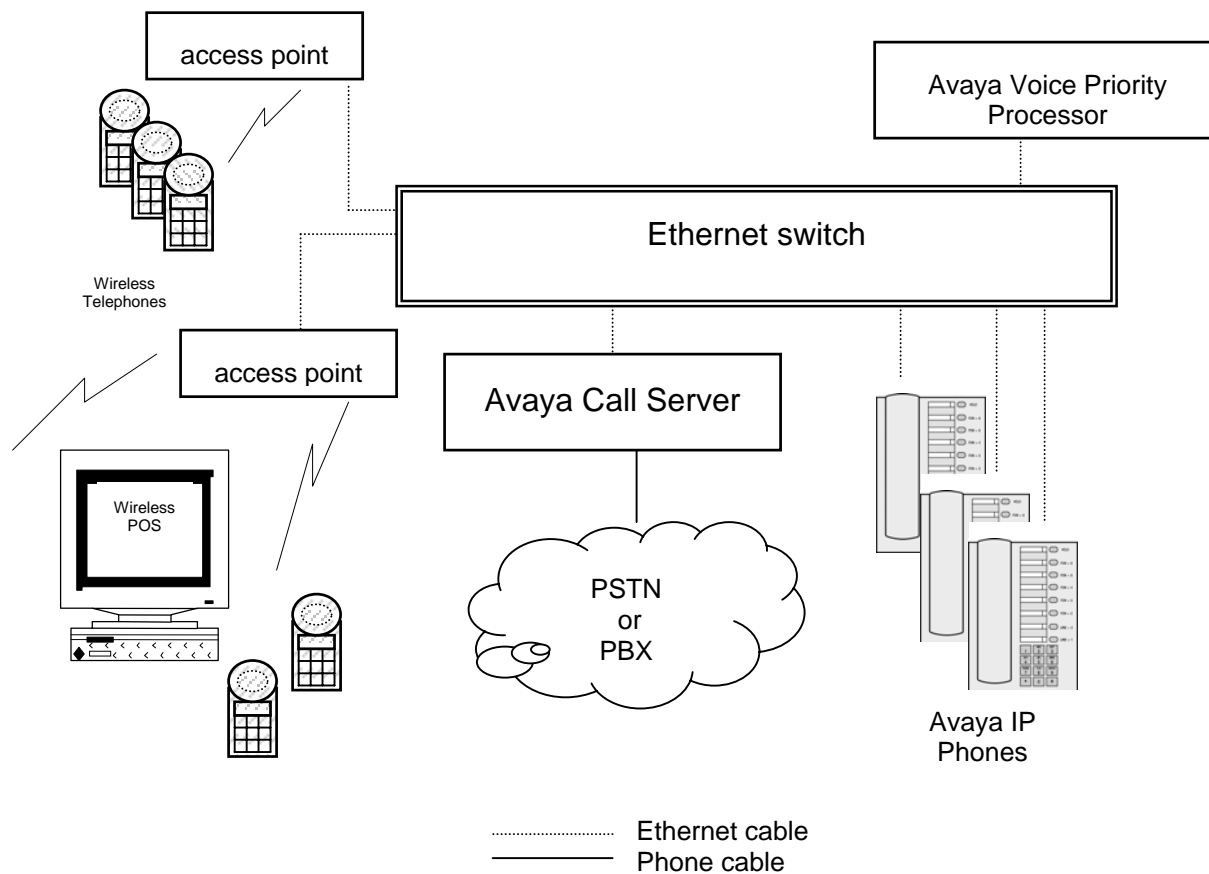 access point
Avaya Voice Priority
Processor
Ethernet switch
Wireless
Telephones
access point
Avaya Call Server
Wireless
POS
PSTN
or
PBX
Avaya IP
Phones
Ethernet cable
Phone cable